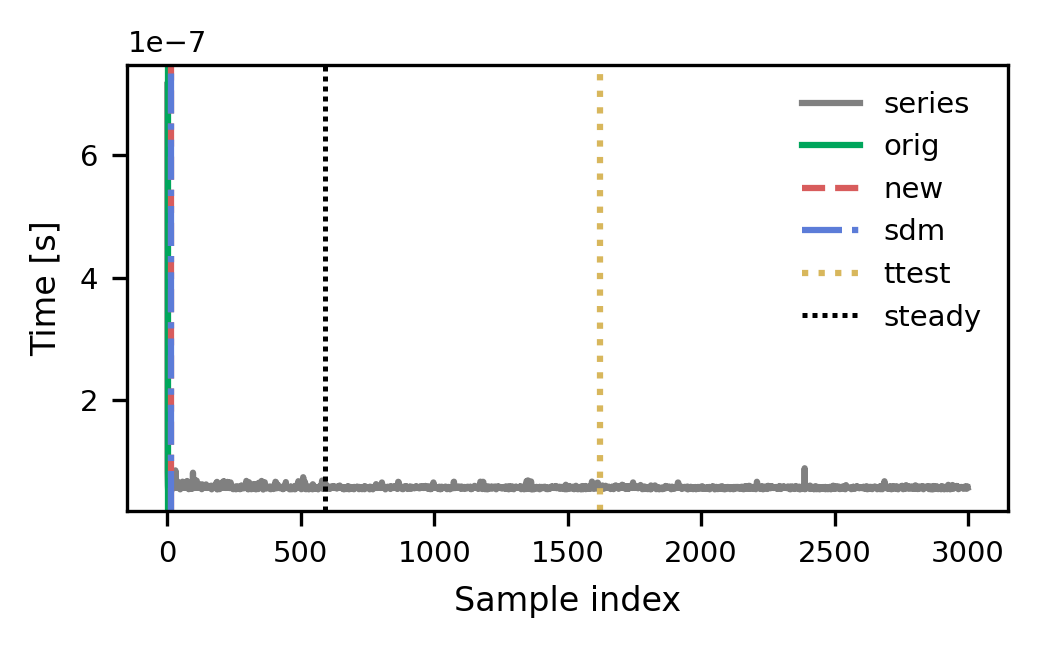 1e−7
Time [s]
6
4
2
series
orig
new
sdm
ttest
steady
0 500 1000 1500 2000 2500 3000
Sample index